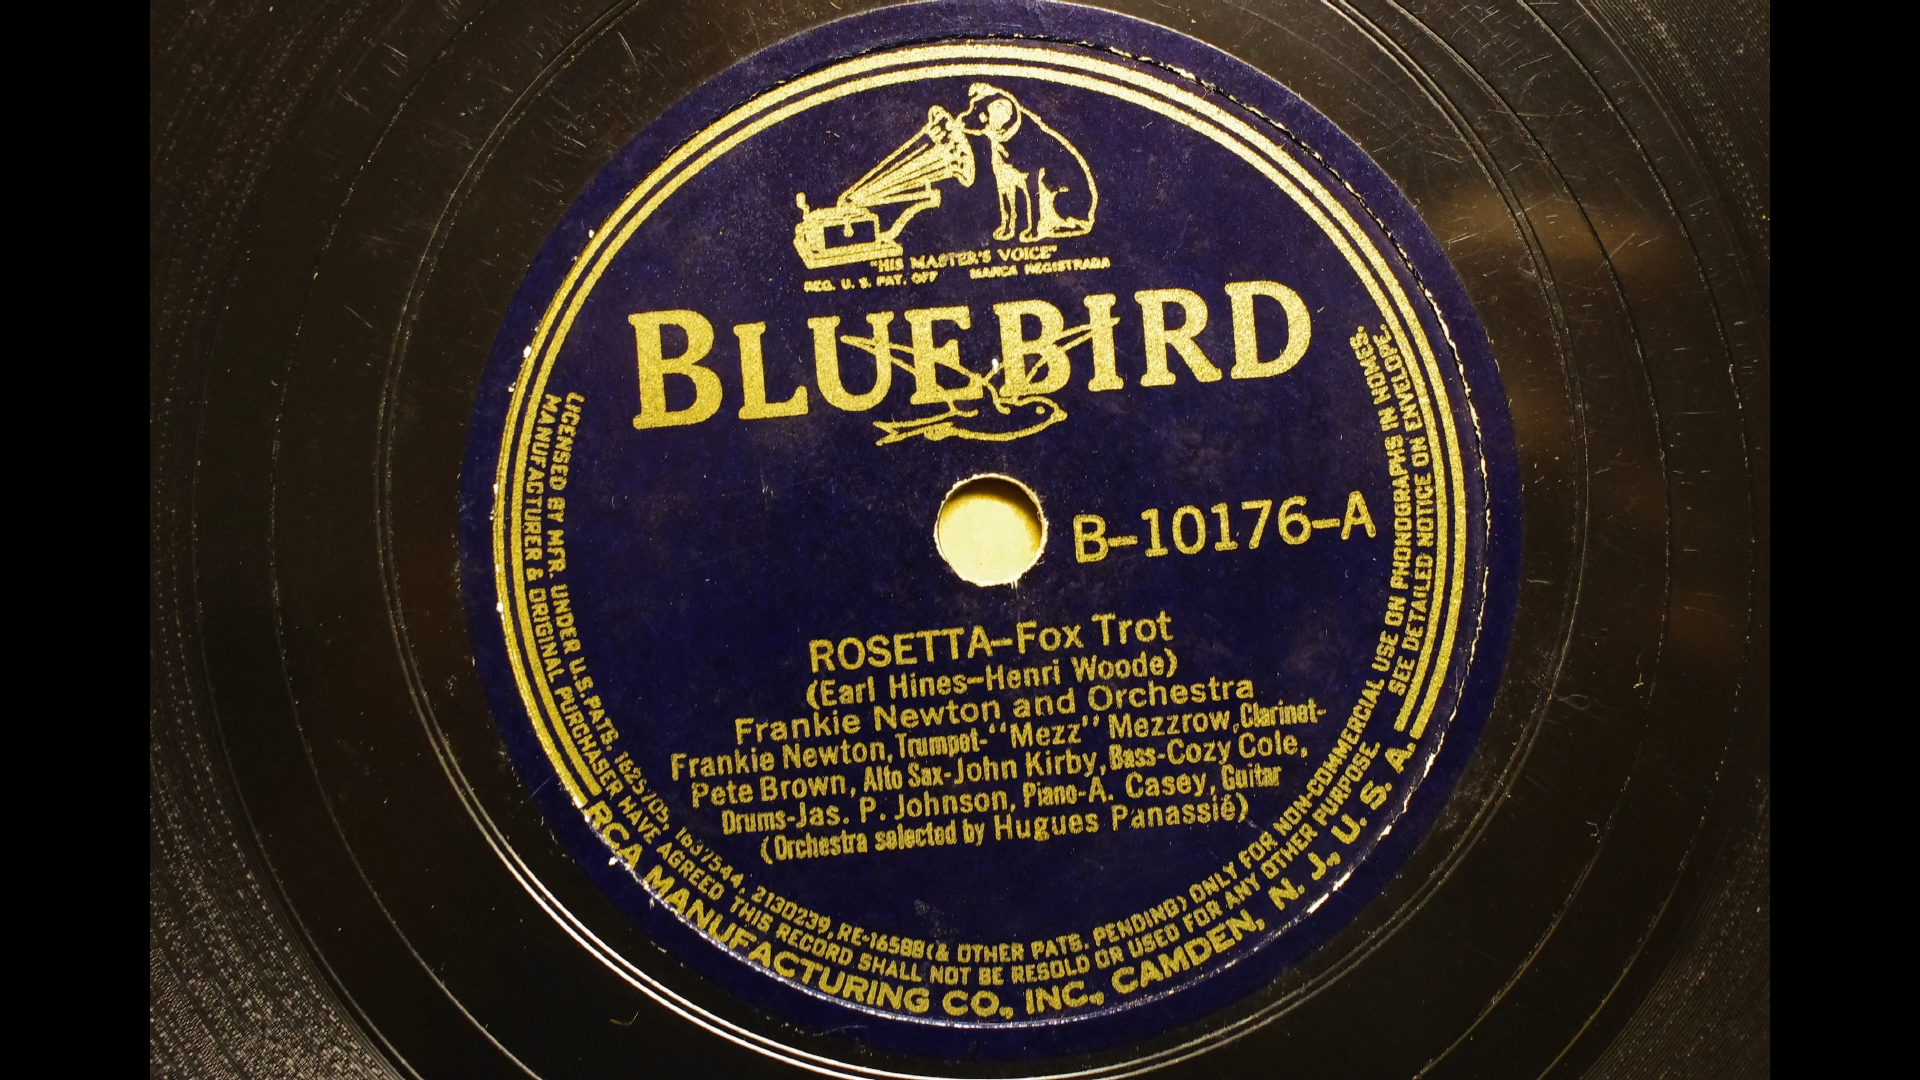 "HIS MASTER'S VOICE"
REG. U. S. PAT. OFF MARCA REGISTRADA
BLUEBIRD
B-10176-A
ROSETTA-Fox Trot
(Earl Hines-Henri Woode)
Frankie Newton and Orchestra
Frankie Newton, Trumpet-"Mezz" Mezzrow, Clarinet-
Pete Brown, Alto Sax-John Kirby, Bass-Cozy Cole,
Drums-Jas. P. Johnson, Piano-A. Casey, Guitar
(Orchestra selected by Hugues Panassié)
LICENSED BY MFR. UNDER U.S. PATS. 1625705, 1637544, 2130239, RE-16588 (& OTHER PATS. PENDING) ONLY FOR NON-COMMERCIAL USE ON PHONOGRAPHS IN HOMES.
MANUFACTURER & ORIGINAL PURCHASER HAVE AGREED THIS RECORD SHALL NOT BE RESOLD OR USED FOR ANY OTHER PURPOSE. SEE DETAILED NOTICE ON ENVELOPE.
RCA MANUFACTURING CO., INC., CAMDEN, N. J., U. S. A.